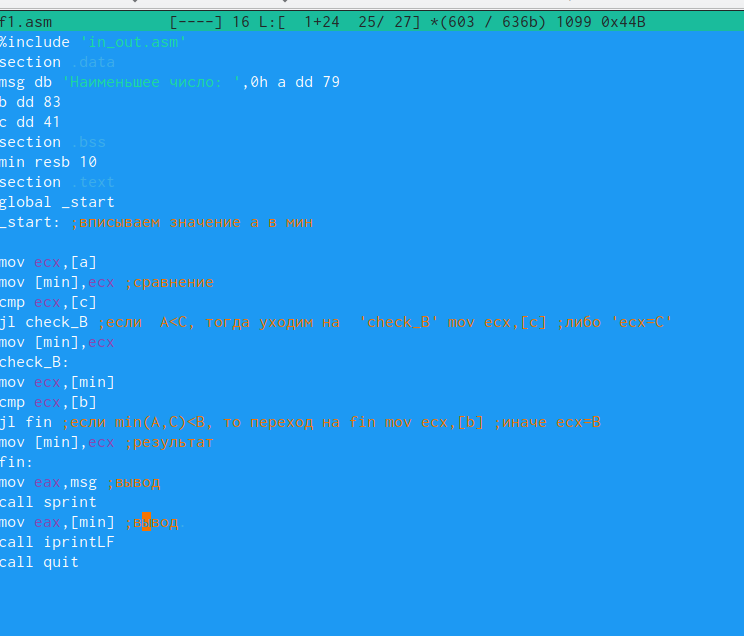 f1.asm [----] 16 L:[ 1+24 25/ 27] *(603 / 636b) 1099 0x44B
%include 'in_out.asm'
section .data
msg db 'Наименьшее число: ',0h a dd 79
b dd 83
c dd 41
section .bss
min resb 10
section .text
global _start
_start: ;вписываем значение а в мин
mov ecx,[a]
mov [min],ecx ;сравнение
cmp ecx,[c]
jl check_B ;если A<C, тогда уходим на 'check_B' mov ecx,[c] ;либо 'ecx=C'
mov [min],ecx
check_B:
mov ecx,[min]
cmp ecx,[b]
jl fin ;если min(A,C)<B, то переход на fin mov ecx,[b] ;иначе ecx=B
mov [min],ecx ;результат
fin:
mov eax,msg ;вывод
call sprint
mov eax,[min] ;вывод
call iprintLF
call quit